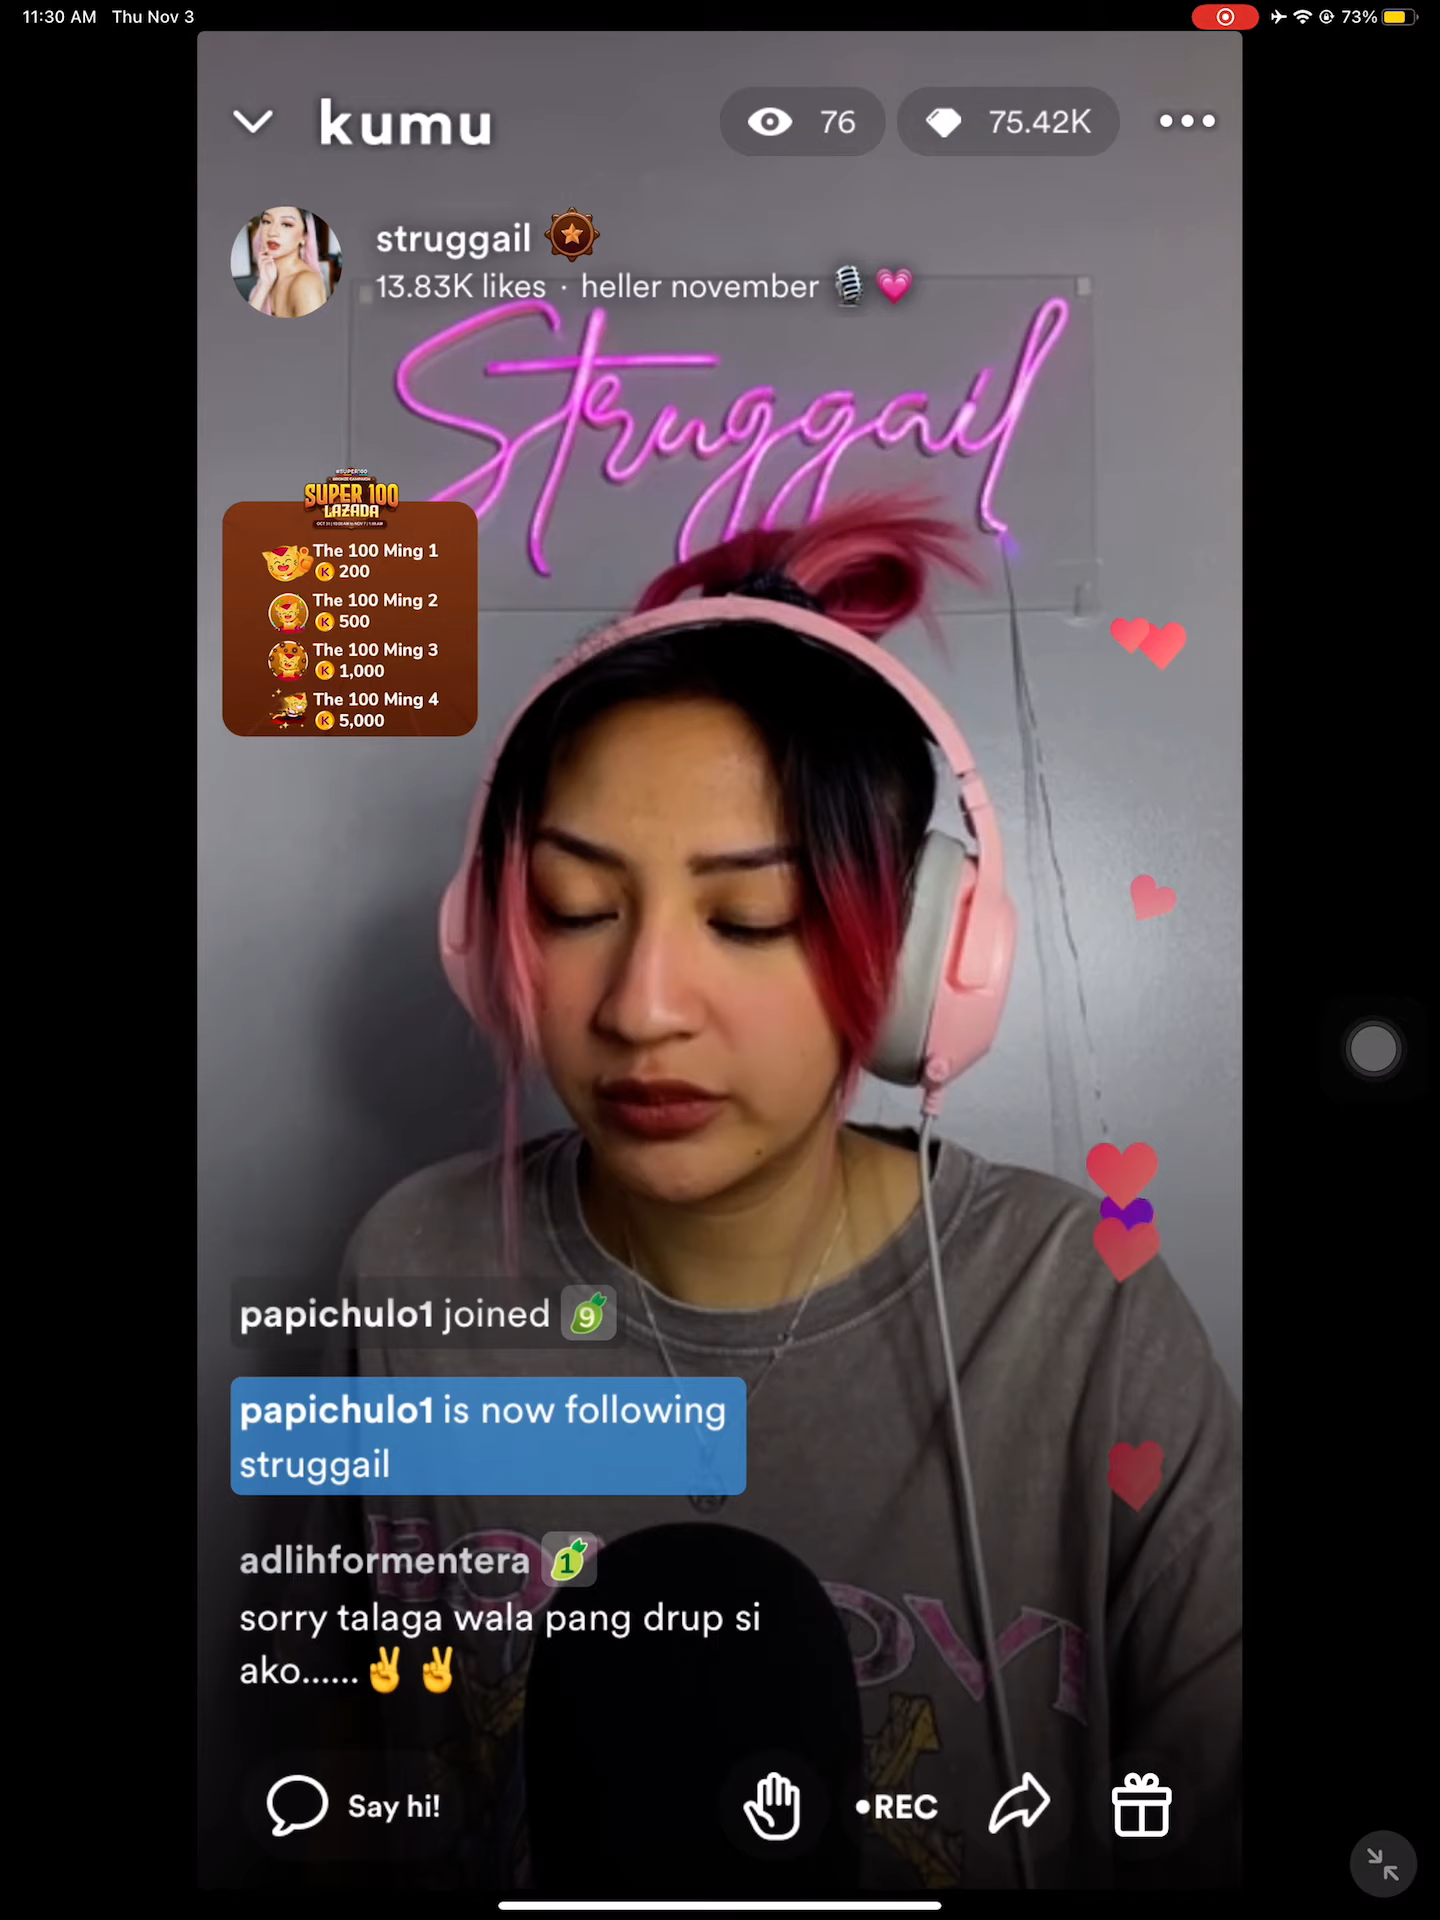 11:30 AM Thu Nov 3
73%
kumu
76
75.42K
struggail
13.83K likes · heller november 🎙️💗
Struggail
#SUPER100
BRONZE CAMPAIGN
SUPER 100
LAZADA
The 100 Ming 1
K 200
The 100 Ming 2
K 500
The 100 Ming 3
K 1,000
The 100 Ming 4
K 5,000
papichulo1 joined 9
papichulo1 is now following
struggail
adlihformentera 1
sorry talaga wala pang drup si
ako......✌️✌️
Say hi!
•REC